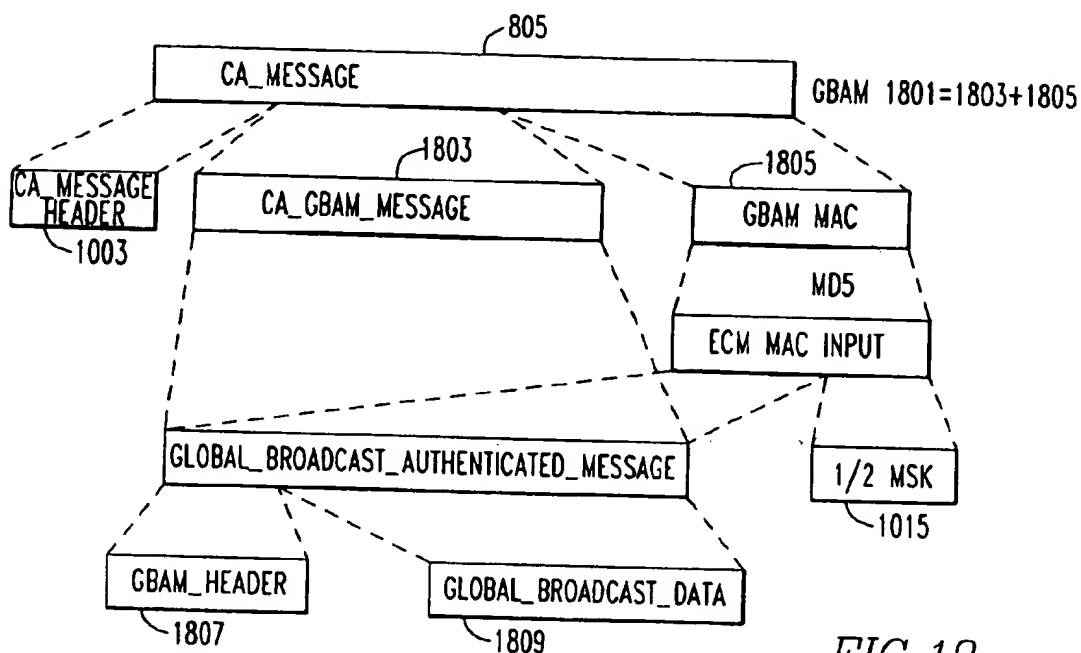 805
CA_MESSAGE
GBAM 1801=1803+1805
1803
1805
CA_MESSAGE
HEADER
CA_GBAM_MESSAGE
GBAM MAC
1003
MD5
ECM MAC INPUT
GLOBAL_BROADCAST_AUTHENTICATED_MESSAGE
1/2 MSK
1015
GBAM_HEADER
GLOBAL_BROADCAST_DATA
1807
1809